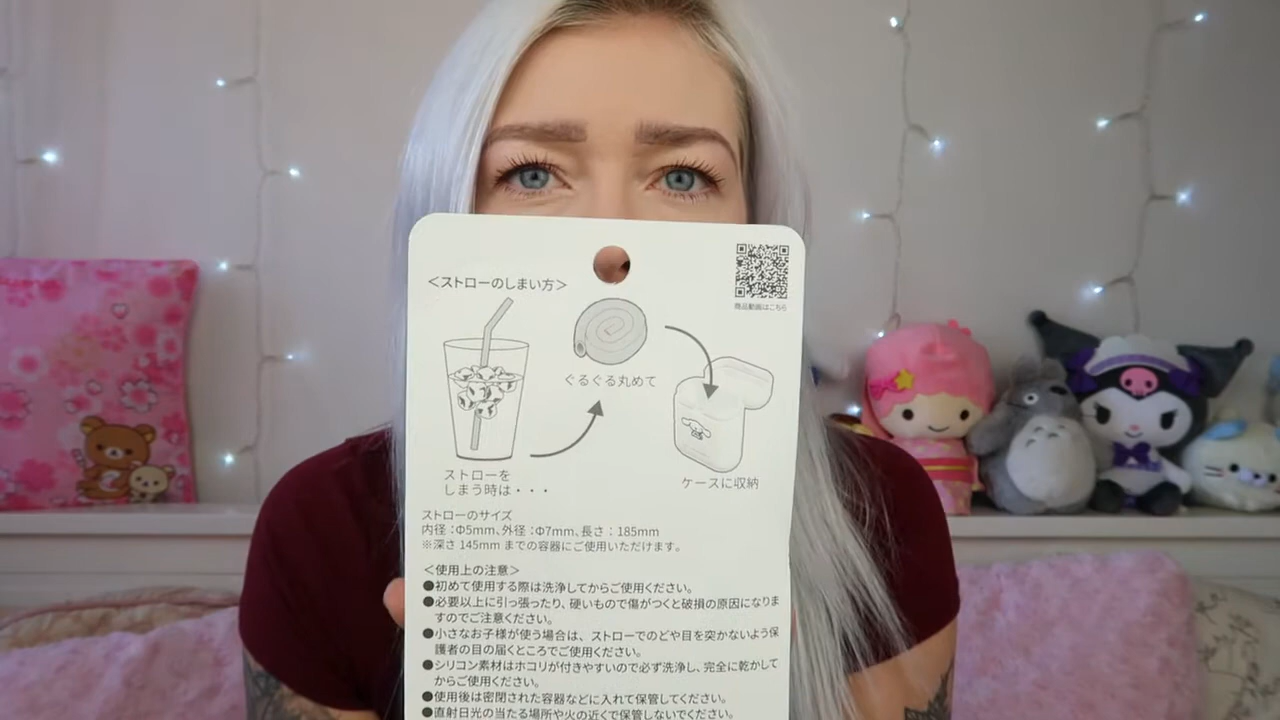 <ストローのしまい方>
商品動画はこちら
ぐるぐる丸めて
ストローを
しまう時は・・・
ケースに収納
ストローのサイズ
内径:Φ5mm、外径:Φ7mm、長さ:185mm
※深さ145mmまでの容器にご使用いただけます。
<使用上の注意>
●初めて使用する際は洗浄してからご使用ください。
●必要以上に引っ張ったり、硬いもので傷がつくと破損の原因になりま
すのでご注意ください。
●小さなお子様が使う場合は、ストローでのどや目を突かないよう保
護者の目の届くところでご使用ください。
●シリコン素材はホコリが付きやすいので必ず洗浄し、完全に乾かして
からご使用ください。
●使用後は密閉された容器などに入れて保管してください。
●直射日光の当たる場所や火の近くで保管しないでください。